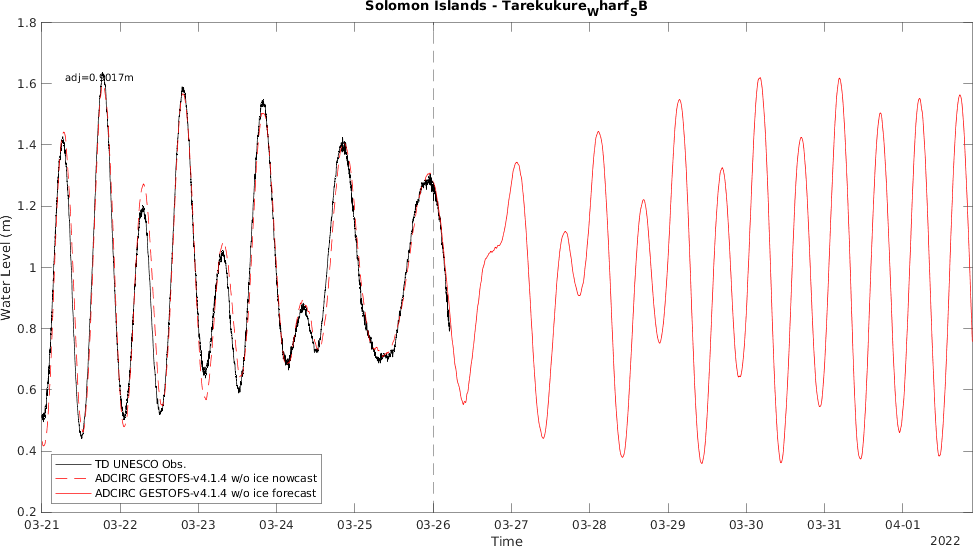 Solomon Islands - TarekukureWharfSB
1.8
1.6
1.4
1.2
1
0.8
0.6
0.4
0.2
Water Level (m)
adj=0.9017m
TD UNESCO Obs.
ADCIRC GESTOFS-v4.1.4 w/o ice nowcast
ADCIRC GESTOFS-v4.1.4 w/o ice forecast
03-21 03-22 03-23 03-24 03-25 03-26 03-27 03-28 03-29 03-30 03-31 04-01
Time
2022